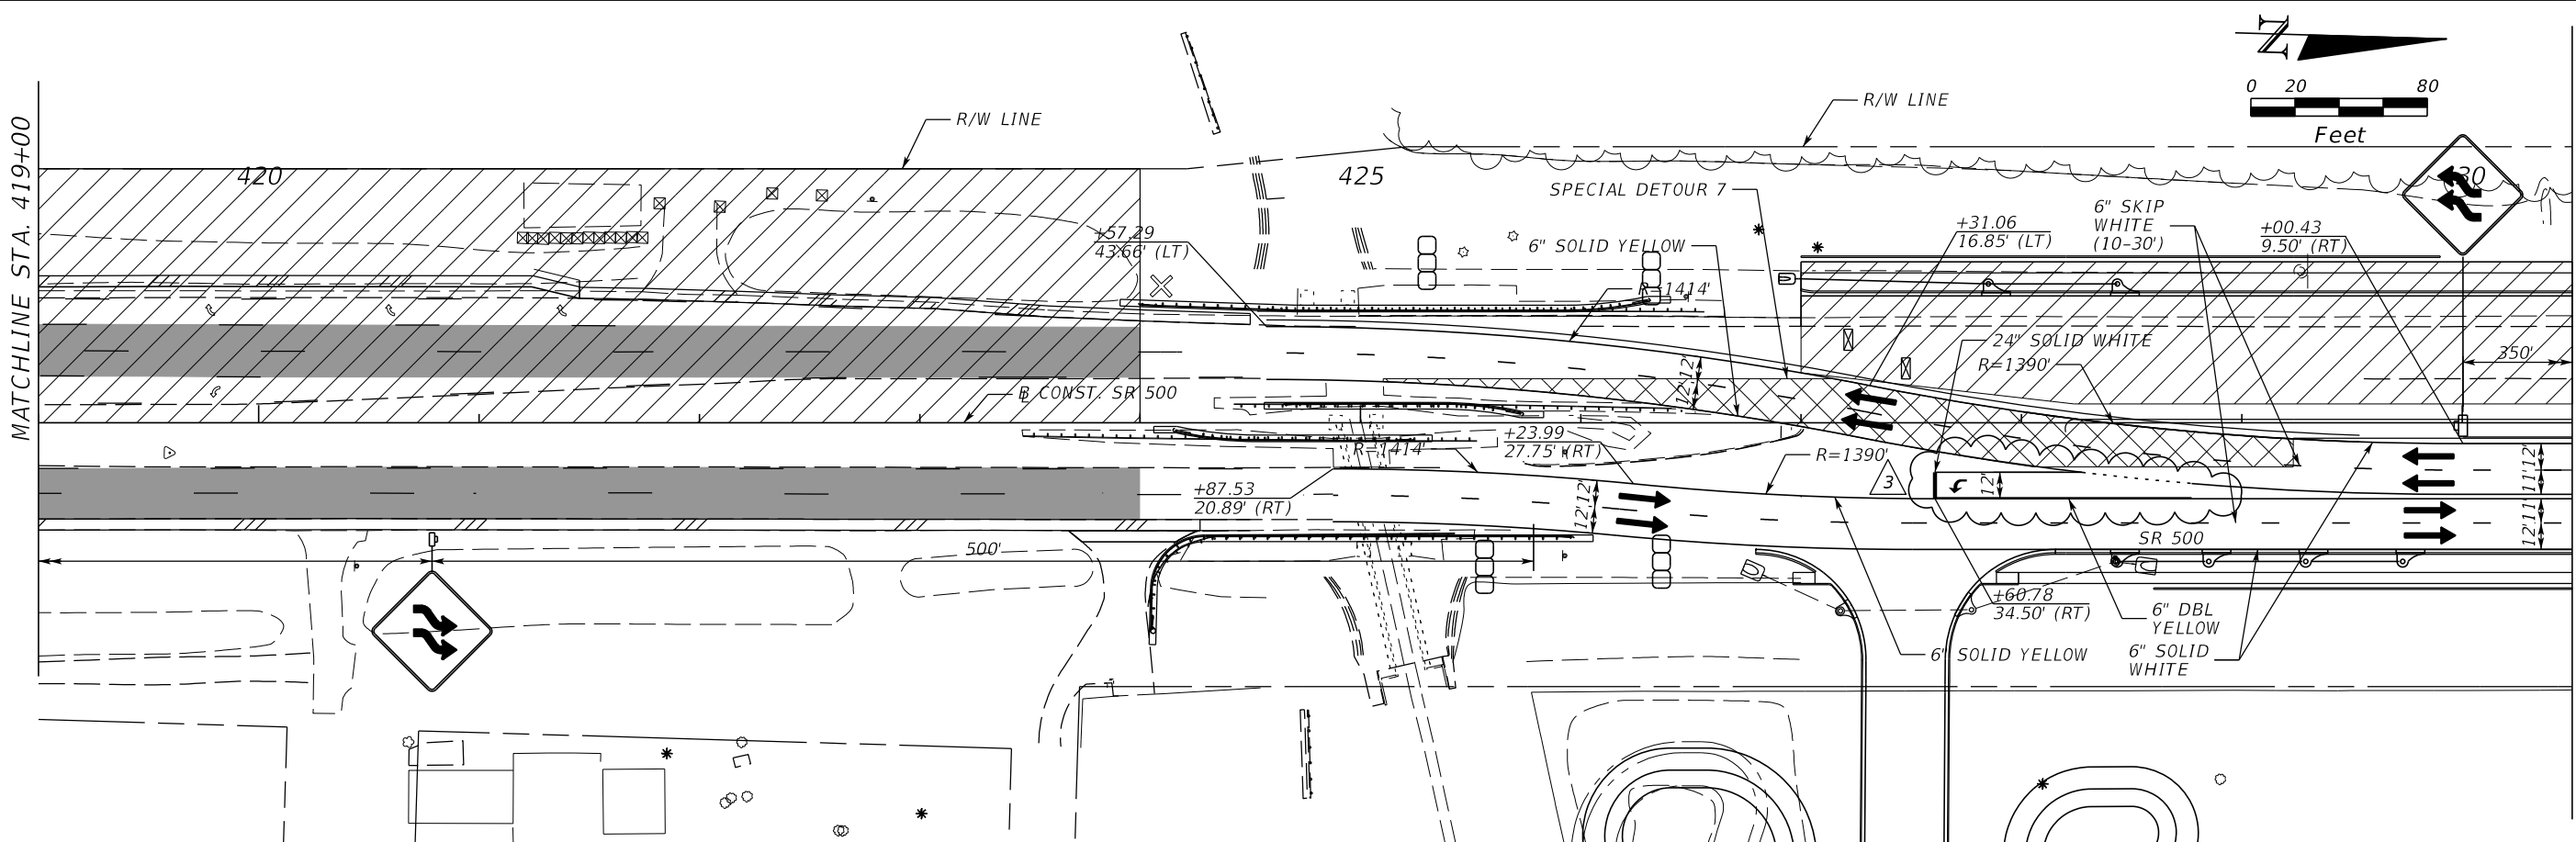 MATCHLINE STA. 419+00
N
0 20 80
Feet
R/W LINE
R/W LINE
420
425
30
SPECIAL DETOUR 7
6" SOLID YELLOW
+57.29
43.66' (LT)
R=1414'
+31.06
16.85' (LT)
6" SKIP
WHITE
(10-30')
+00.43
9.50' (RT)
24" SOLID WHITE
R=1390'
350'
12'
12'
B CONST. SR 500
R=1414'
+23.99
27.75' (RT)
R=1390'
3
12'
12'
11'
11'
12'
+87.53
20.89' (RT)
12'
12'
500'
SR 500
+60.78
34.50' (RT)
6" DBL
YELLOW
6" SOLID YELLOW
6" SOLID
WHITE